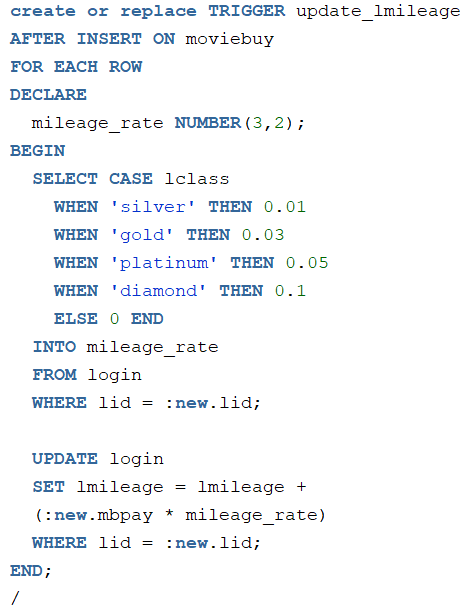 create or replace TRIGGER update_lmileage
AFTER INSERT ON moviebuy
FOR EACH ROW
DECLARE
  mileage_rate NUMBER(3,2);
BEGIN
  SELECT CASE lclass
    WHEN 'silver' THEN 0.01
    WHEN 'gold' THEN 0.03
    WHEN 'platinum' THEN 0.05
    WHEN 'diamond' THEN 0.1
    ELSE 0 END
  INTO mileage_rate
  FROM login
  WHERE lid = :new.lid;

  UPDATE login
  SET lmileage = lmileage +
  (:new.mbpay * mileage_rate)
  WHERE lid = :new.lid;
END;
/